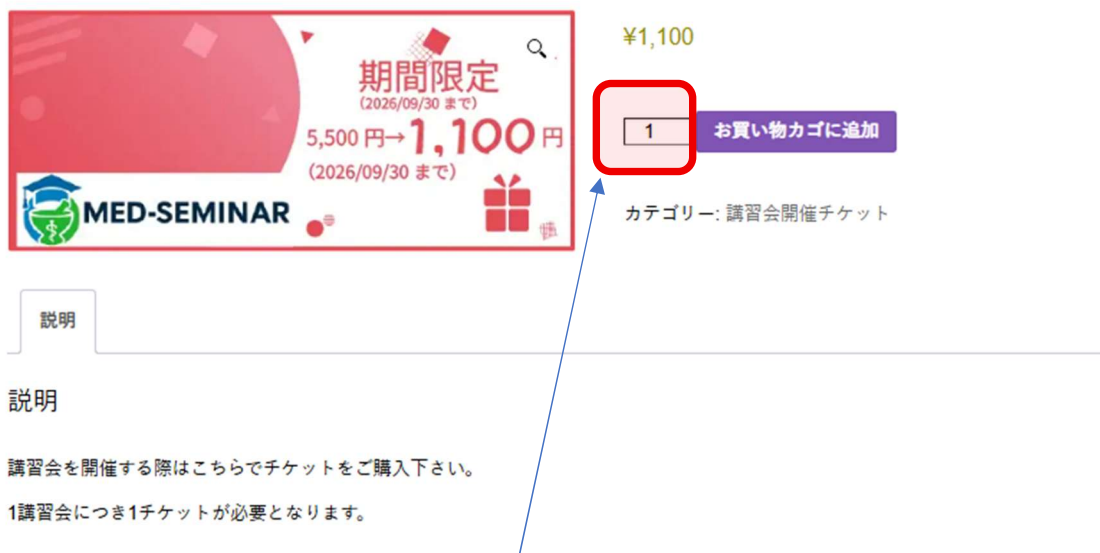 期間限定
(2026/09/30 まで)
5,500 円→1,100 円
(2026/09/30 まで)
MED-SEMINAR
¥1,100
1
お買い物カゴに追加
カテゴリー: 講習会開催チケット
説明
説明
講習会を開催する際はこちらでチケットをご購入下さい。
1講習会につき1チケットが必要となります。